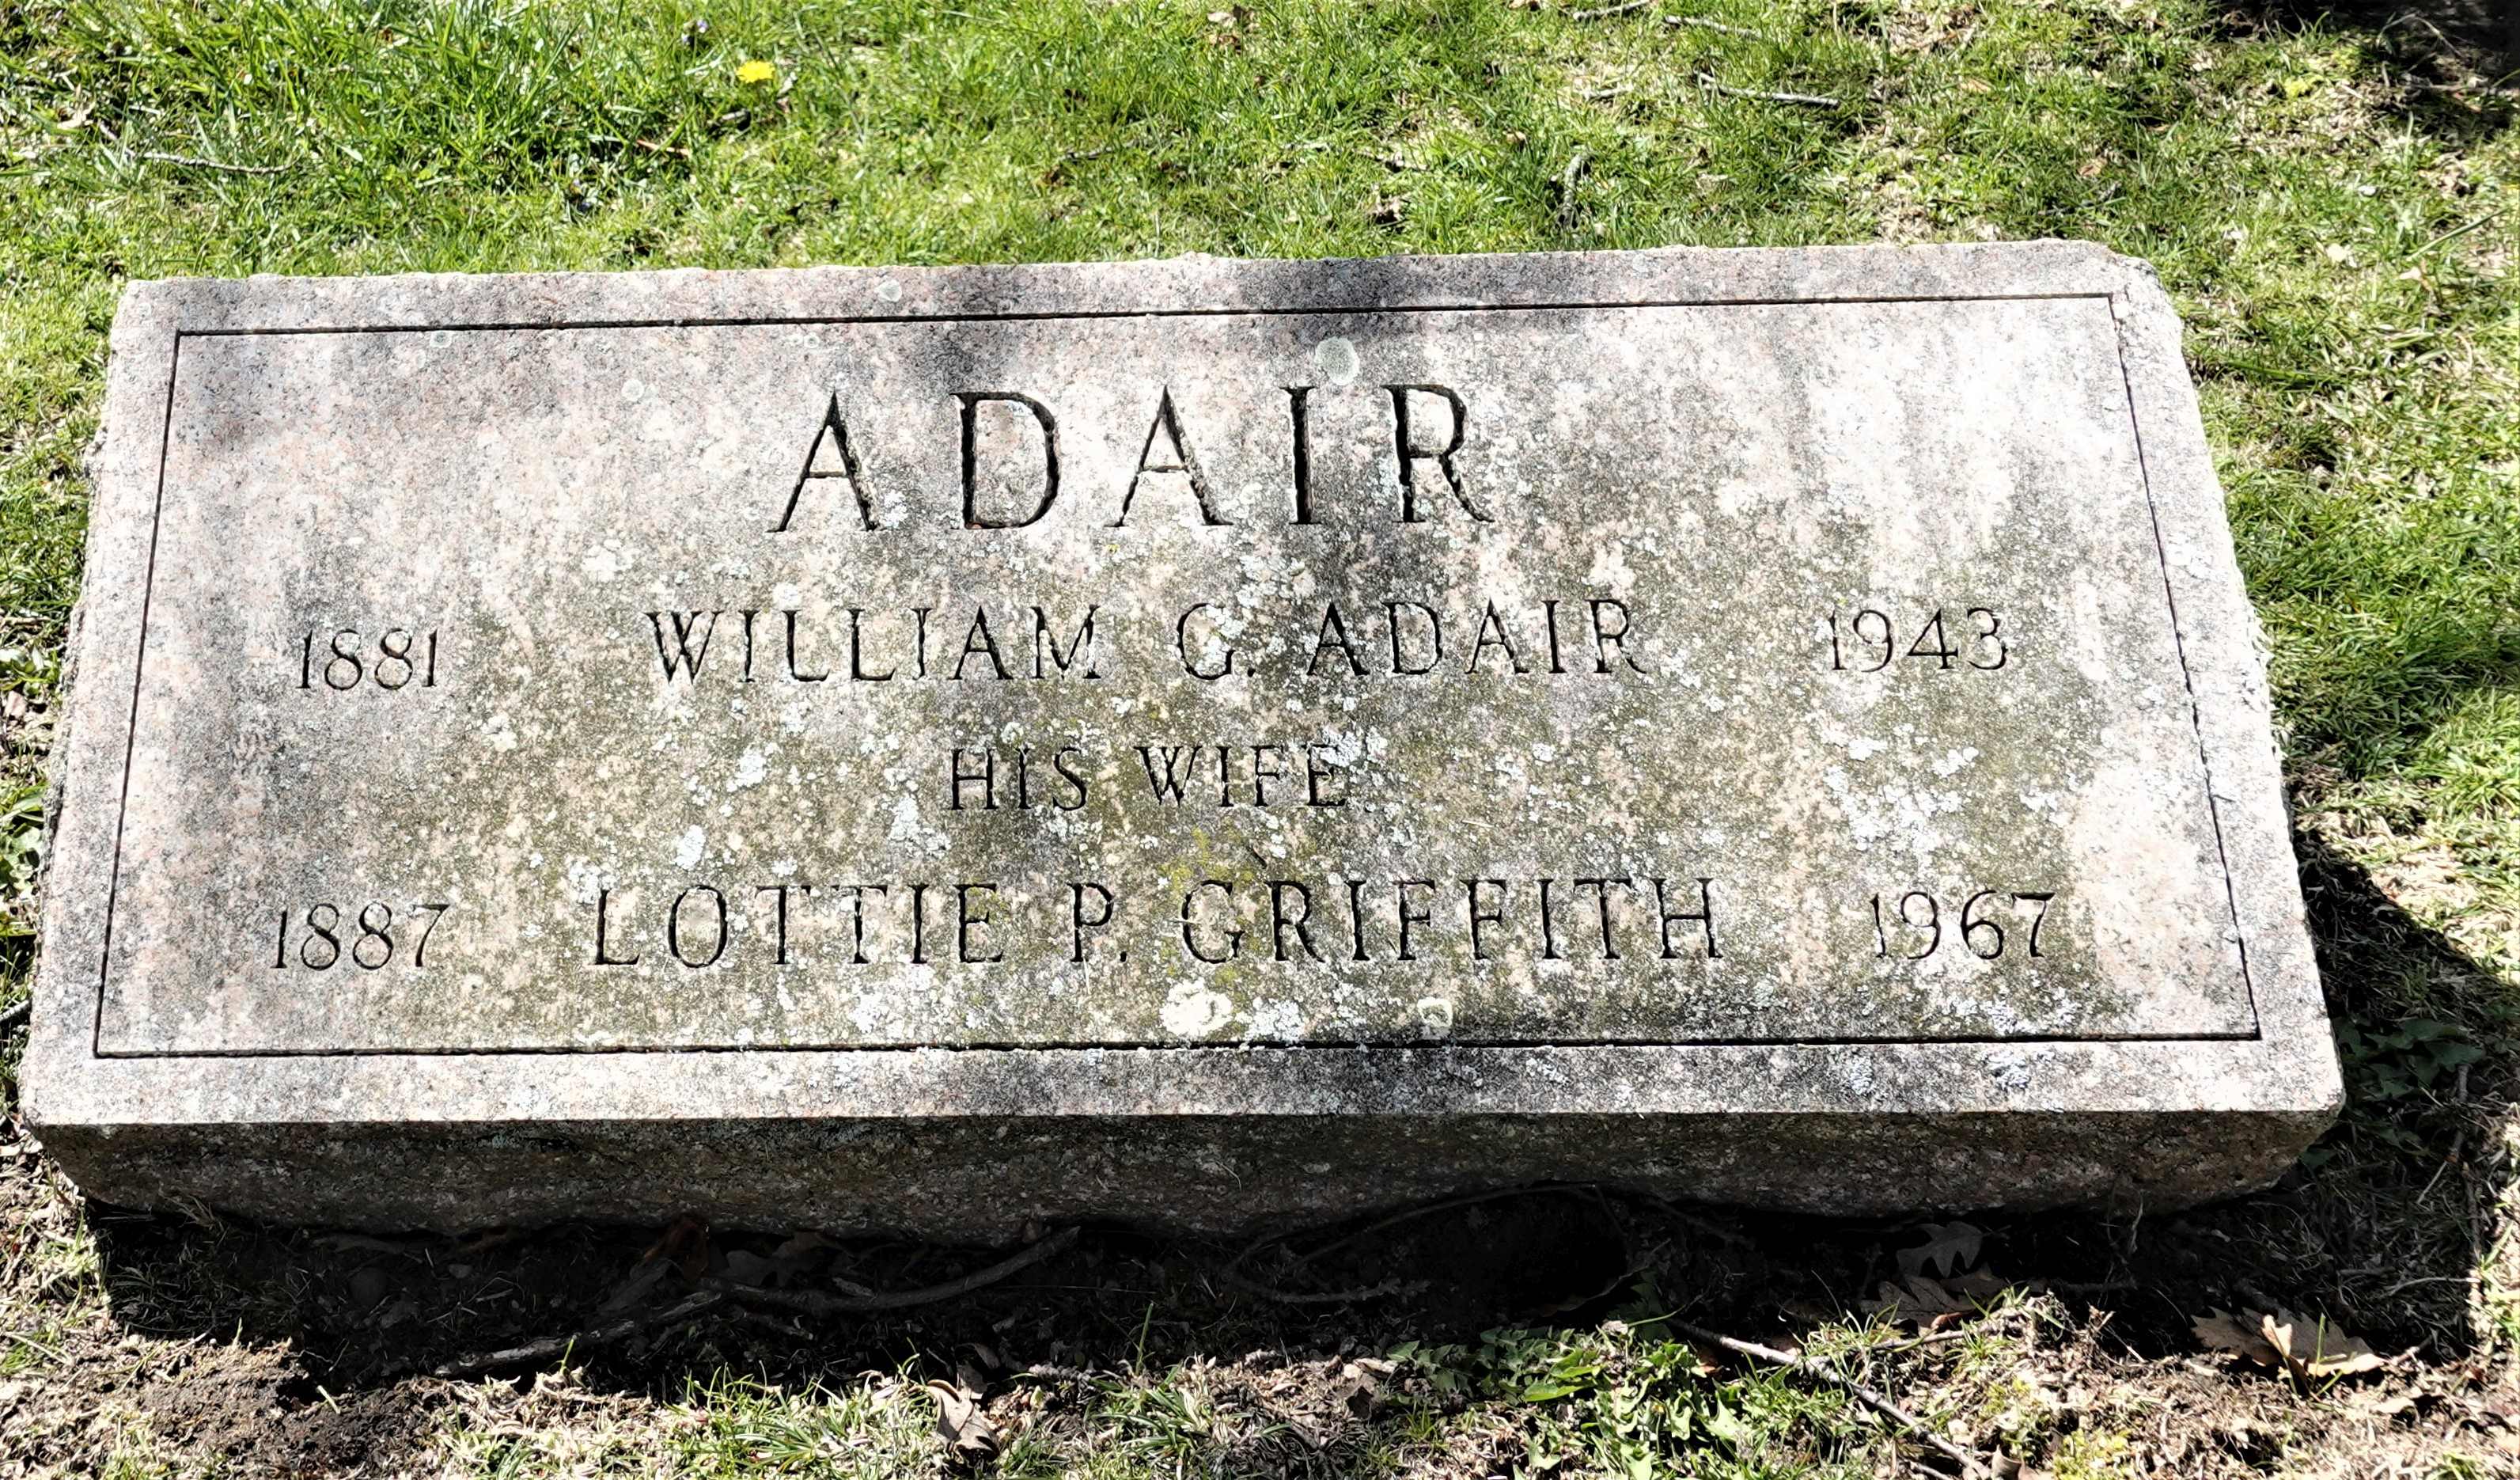 ADAIR
1881 WILLIAM G. ADAIR 1943
HIS WIFE
1887 LOTTIE P. GRIFFITH 1967